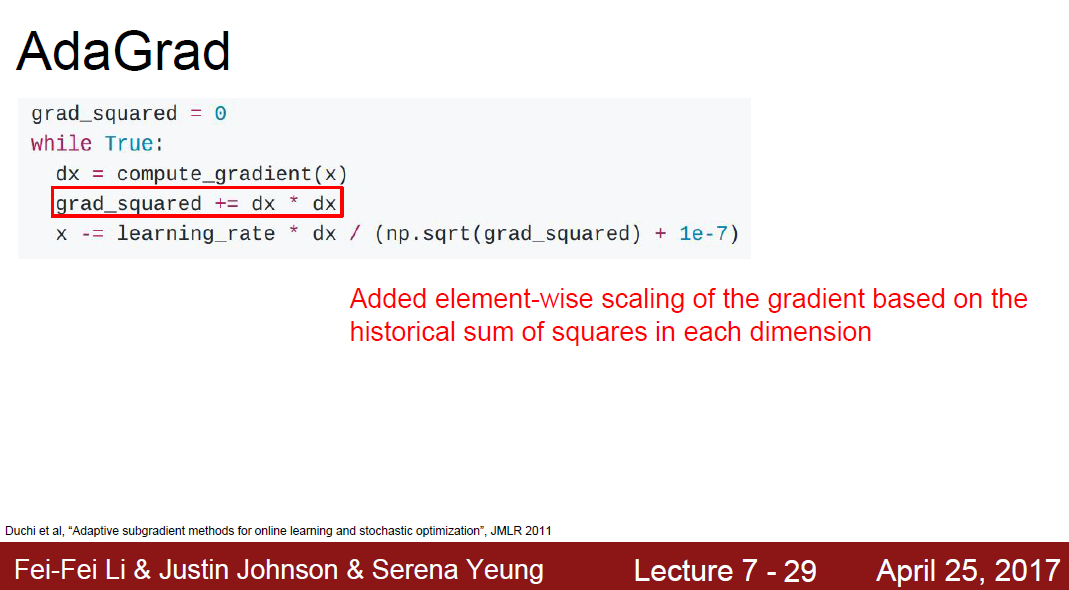 AdaGrad
grad_squared = 0
while True:
dx = compute_gradient(x)
grad_squared += dx * dx
x -= learning_rate * dx / (np.sqrt(grad_squared) + 1e-7)
Added element-wise scaling of the gradient based on the
historical sum of squares in each dimension
Duchi et al, “Adaptive subgradient methods for online learning and stochastic optimization”, JMLR 2011
Fei-Fei Li & Justin Johnson & Serena Yeung Lecture 7 - 29 April 25, 2017